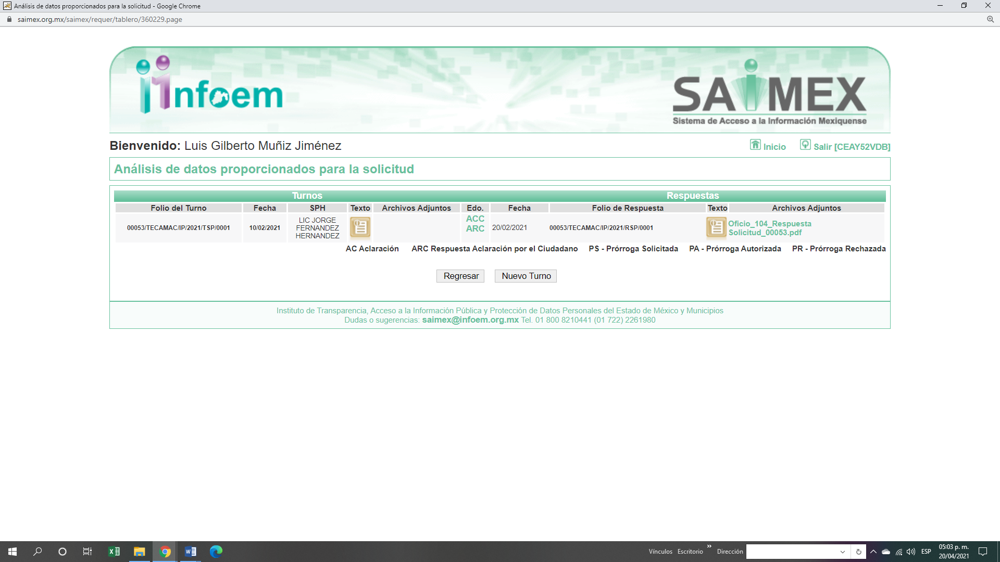 Análisis de datos proporcionados para la solicitud - Google Chrome
saimex.org.mx/saimex/requer/tablero/360229.page
infoem
SAIMEX
Sistema de Acceso a la Información Mexiquense
Bienvenido: Luis Gilberto Muñiz Jiménez
Inicio
Salir [CEAY52VDB]
Análisis de datos proporcionados para la solicitud
Turnos
Respuestas
Folio del Turno
Fecha
SPH
Texto
Archivos Adjuntos
Edo.
Fecha
Folio de Respuesta
Texto
Archivos Adjuntos
00053/TECAMAC/IP/2021/TSP/0001
10/02/2021
LIC JORGE
FERNANDEZ
HERNANDEZ
ACC
ARC
20/02/2021
00053/TECAMAC/IP/2021/RSP/0001
Oficio_104_Respuesta
Solicitud_00053.pdf
AC Aclaración
ARC Respuesta Aclaración por el Ciudadano
PS - Prórroga Solicitada
PA - Prórroga Autorizada
PR - Prórroga Rechazada
Regresar
Nuevo Turno
Instituto de Transparencia, Acceso a la Información Pública y Protección de Datos Personales del Estado de México y Municipios
Dudas o sugerencias: saimex@infoem.org.mx Tel. 01 800 8210441 (01 722) 2261980
Vínculos
Escritorio
»
Dirección
ESP
05:03 p. m.
20/04/2021